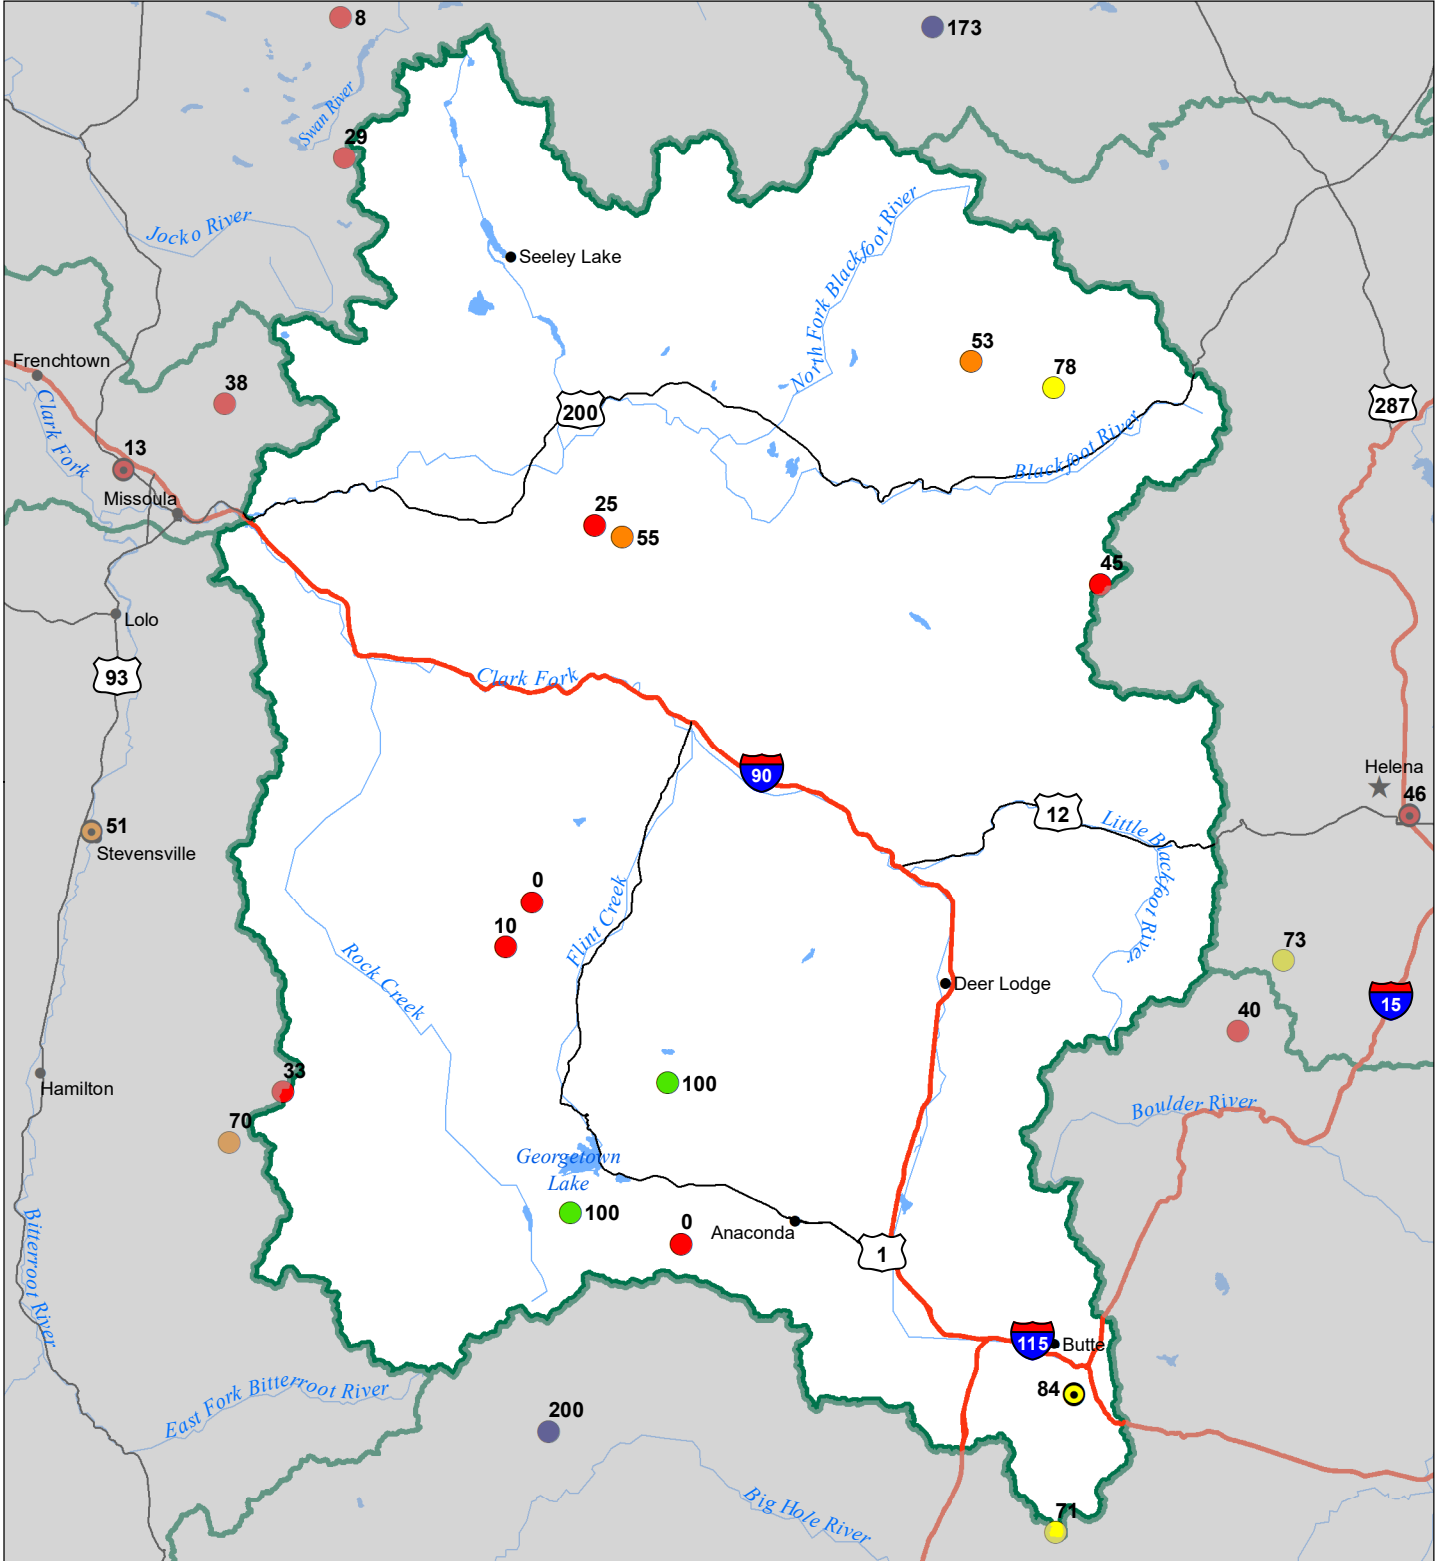 8
173
Swan River
29
Jocko River
Seeley Lake
North Fork Blackfoot River
53
78
Frenchtown
38
Clark Fork
200
287
13
Missoula
Blackfoot River
25
55
45
Lolo
93
Clark Fork
90
Helena
46
12
Little Blackfoot River
51
Stevensville
0
10
Flint Creek
Rock Creek
73
Deer Lodge
15
40
33
Hamilton
100
70
Boulder River
Georgetown
Lake
100
0
Anaconda
1
Bitterroot River
115
Butte
84
East Fork Bitterroot River
200
Big Hole River
71